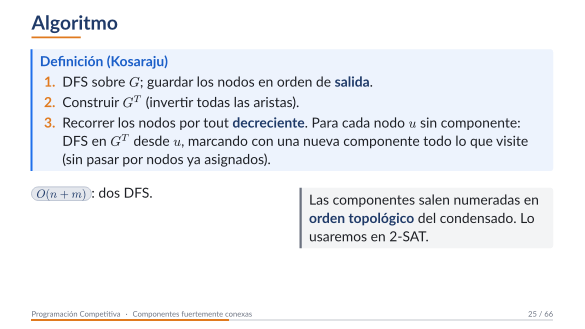 Algoritmo
Definición (Kosaraju)
1. DFS sobre G; guardar los nodos en orden de salida.
2. Construir G^T (invertir todas las aristas).
3. Recorrer los nodos por tout decreciente. Para cada nodo u sin componente:
DFS en G^T desde u, marcando con una nueva componente todo lo que visite
(sin pasar por nodos ya asignados).
O(n + m): dos DFS.
Las componentes salen numeradas en
orden topológico del condensado. Lo
usaremos en 2-SAT.
Programación Competitiva · Componentes fuertemente conexas
25 / 66